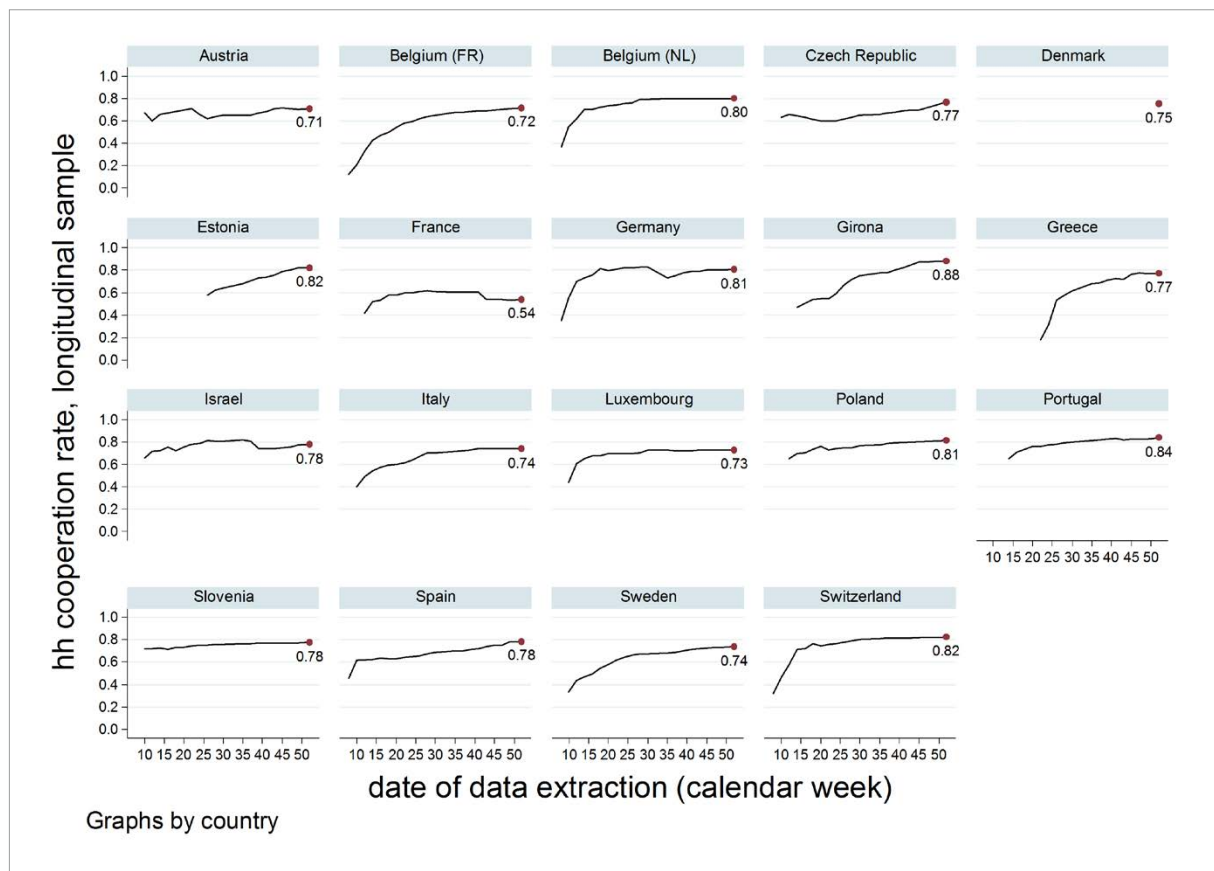 hh cooperation rate, longitudinal sample
Austria
Belgium (FR)
Belgium (NL)
Czech Republic
Denmark
1.0
0.8
0.6
0.4
0.2
0.0
0.71
0.72
0.80
0.77
0.75
Estonia
France
Germany
Girona
Greece
1.0
0.8
0.6
0.4
0.2
0.0
0.82
0.54
0.81
0.88
0.77
Israel
Italy
Luxembourg
Poland
Portugal
1.0
0.8
0.6
0.4
0.2
0.0
0.78
0.74
0.73
0.81
0.84
10 15 20 25 30 35 40 45 50
Slovenia
Spain
Sweden
Switzerland
1.0
0.8
0.6
0.4
0.2
0.0
0.78
0.78
0.74
0.82
10 15 20 25 30 35 40 45 50
10 15 20 25 30 35 40 45 50
10 15 20 25 30 35 40 45 50
10 15 20 25 30 35 40 45 50
date of data extraction (calendar week)
Graphs by country